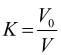 K = V₀/V